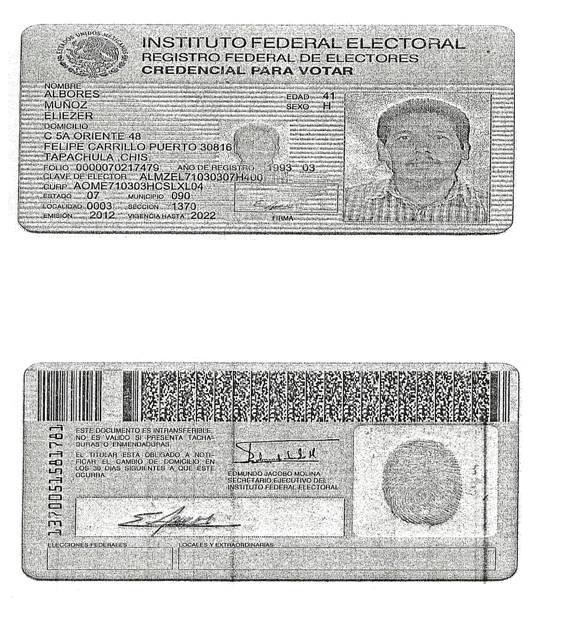 ESTADOS UNIDOS MEXICANOS
INSTITUTO FEDERAL ELECTORAL
REGISTRO FEDERAL DE ELECTORES
CREDENCIAL PARA VOTAR
NOMBRE
ALBORES
MUÑOZ
ELIEZER
EDAD 41
SEXO H
DOMICILIO
C 5A ORIENTE 48
FELIPE CARRILLO PUERTO 30816
TAPACHULA ,CHIS.
FOLIO 0000070217479 AÑO DE REGISTRO 1993 03
CLAVE DE ELECTOR ALMZEL71030307H400
CURP AOME710303HCSLXL04
ESTADO 07 MUNICIPIO 090
LOCALIDAD 0003 SECCION 1370
EMISIÓN 2012 VIGENCIA HASTA 2022
FIRMA
ESTE DOCUMENTO ES INTRANSFERIBLE,
NO ES VALIDO SI PRESENTA TACHA-
DURAS O ENMENDADURAS.
EL TITULAR ESTA OBLIGADO A NOTI-
FICAR EL CAMBIO DE DOMICILIO EN
LOS 30 DIAS SIGUIENTES A QUE ESTE
OCURRA.
EDMUNDO JACOBO MOLINA
SECRETARIO EJECUTIVO DEL
INSTITUTO FEDERAL ELECTORAL
ELECCIONES FEDERALES
LOCALES Y EXTRAORDINARIAS